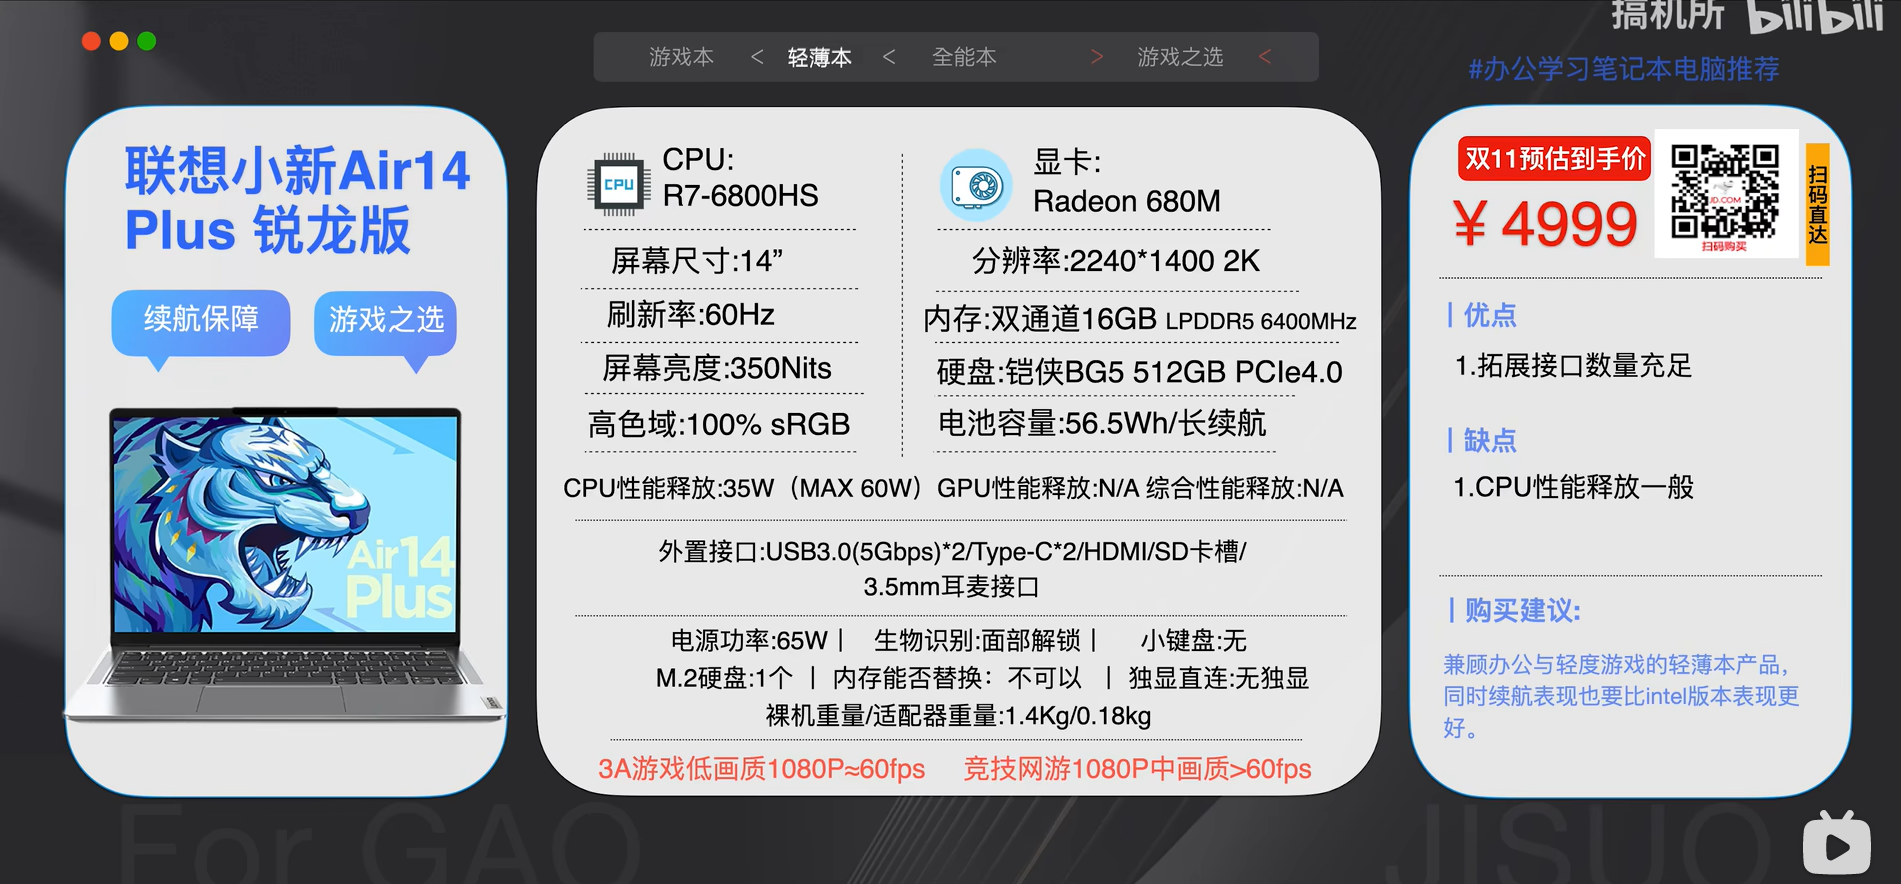 搞机所 bilibili
游戏本 < 轻薄本 < 全能本 > 游戏之选 <
#办公学习笔记本电脑推荐
联想小新Air14
Plus 锐龙版
续航保障
游戏之选
Air14
Plus
CPU
CPU:
R7-6800HS
显卡:
Radeon 680M
屏幕尺寸:14”
分辨率:2240*1400 2K
刷新率:60Hz
内存:双通道16GB LPDDR5 6400MHz
屏幕亮度:350Nits
硬盘:铠侠BG5 512GB PCIe4.0
高色域:100% sRGB
电池容量:56.5Wh/长续航
CPU性能释放:35W（MAX 60W）GPU性能释放:N/A 综合性能释放:N/A
外置接口:USB3.0(5Gbps)*2/Type-C*2/HDMI/SD卡槽/
3.5mm耳麦接口
电源功率:65W | 生物识别:面部解锁 | 小键盘:无
M.2硬盘:1个 | 内存能否替换：不可以 | 独显直连:无独显
裸机重量/适配器重量:1.4Kg/0.18kg
3A游戏低画质1080P≈60fps 竞技网游1080P中画质>60fps
双11预估到手价
¥ 4999
JD.COM
扫码购买
扫码直达
| 优点
1.拓展接口数量充足
| 缺点
1.CPU性能释放一般
| 购买建议:
兼顾办公与轻度游戏的轻薄本产品，
同时续航表现也要比intel版本表现更
好。
For GAO
JISUO